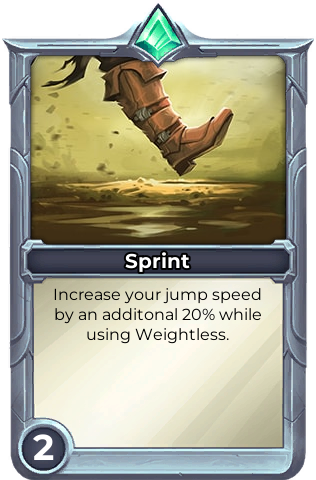 Sprint
Increase your jump speed
by an additonal 20% while
using Weightless.
2